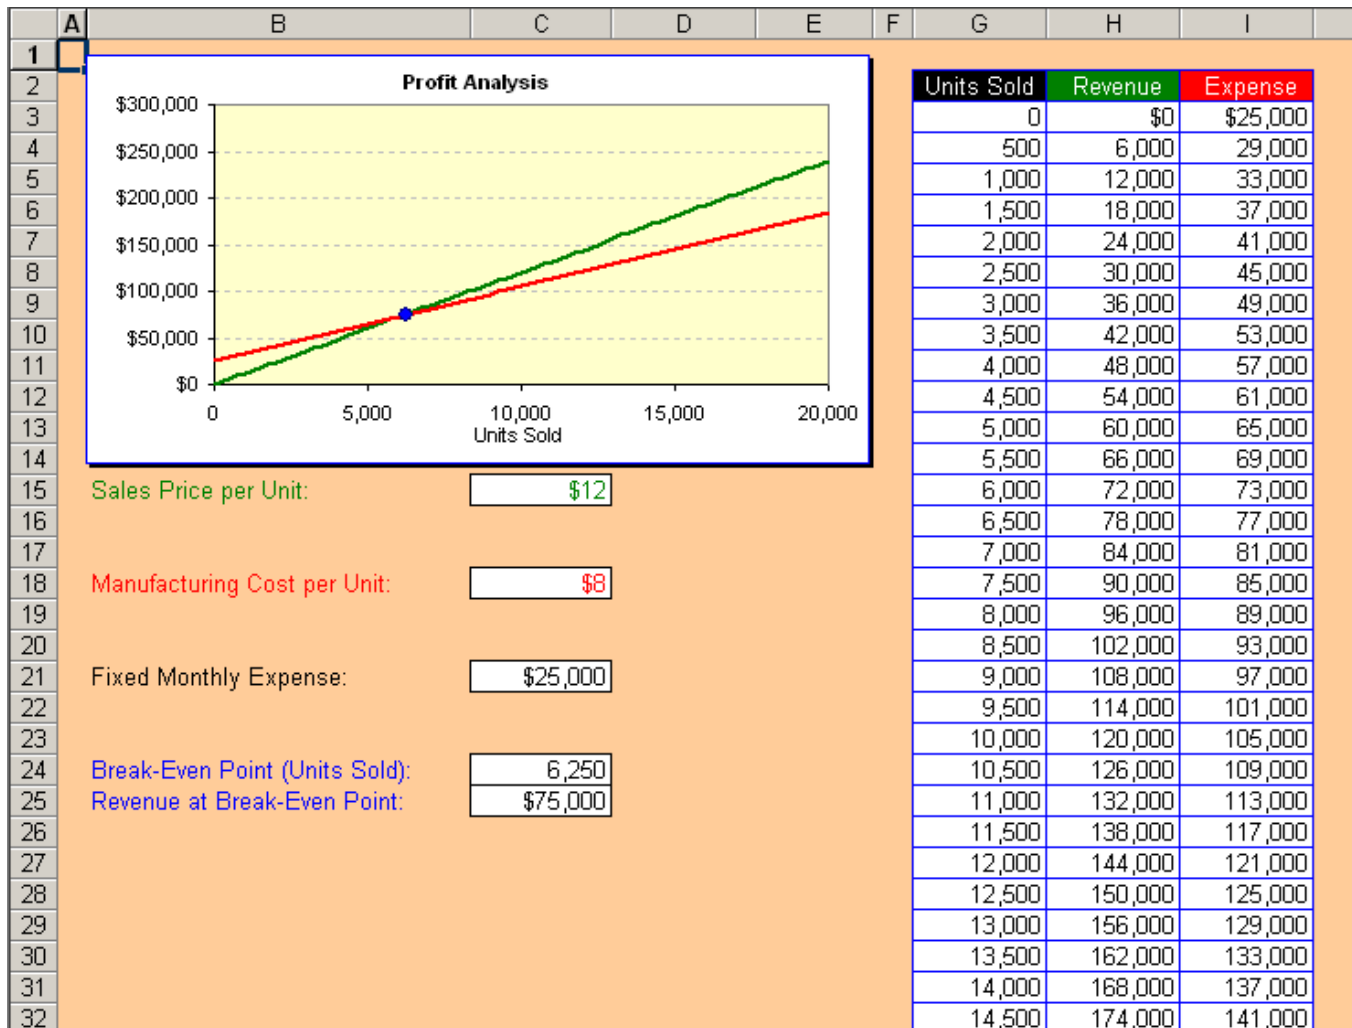 A B C D E F G H I
1
2 Units Sold Revenue Expense
3 0 $0 $25,000
4 500 6,000 29,000
5 1,000 12,000 33,000
6 1,500 18,000 37,000
7 2,000 24,000 41,000
8 2,500 30,000 45,000
9 3,000 36,000 49,000
10 3,500 42,000 53,000
11 4,000 48,000 57,000
12 4,500 54,000 61,000
13 5,000 60,000 65,000
14 5,500 66,000 69,000
Profit Analysis
$300,000
$250,000
$200,000
$150,000
$100,000
$50,000
$0
0 5,000 10,000 15,000 20,000
Units Sold
15 Sales Price per Unit: $12 6,000 72,000 73,000
16 6,500 78,000 77,000
17 7,000 84,000 81,000
18 Manufacturing Cost per Unit: $8 7,500 90,000 85,000
19 8,000 96,000 89,000
20 8,500 102,000 93,000
21 Fixed Monthly Expense: $25,000 9,000 108,000 97,000
22 9,500 114,000 101,000
23 10,000 120,000 105,000
24 Break-Even Point (Units Sold): 6,250 10,500 126,000 109,000
25 Revenue at Break-Even Point: $75,000 11,000 132,000 113,000
26 11,500 138,000 117,000
27 12,000 144,000 121,000
28 12,500 150,000 125,000
29 13,000 156,000 129,000
30 13,500 162,000 133,000
31 14,000 168,000 137,000
32 14,500 174,000 141,000